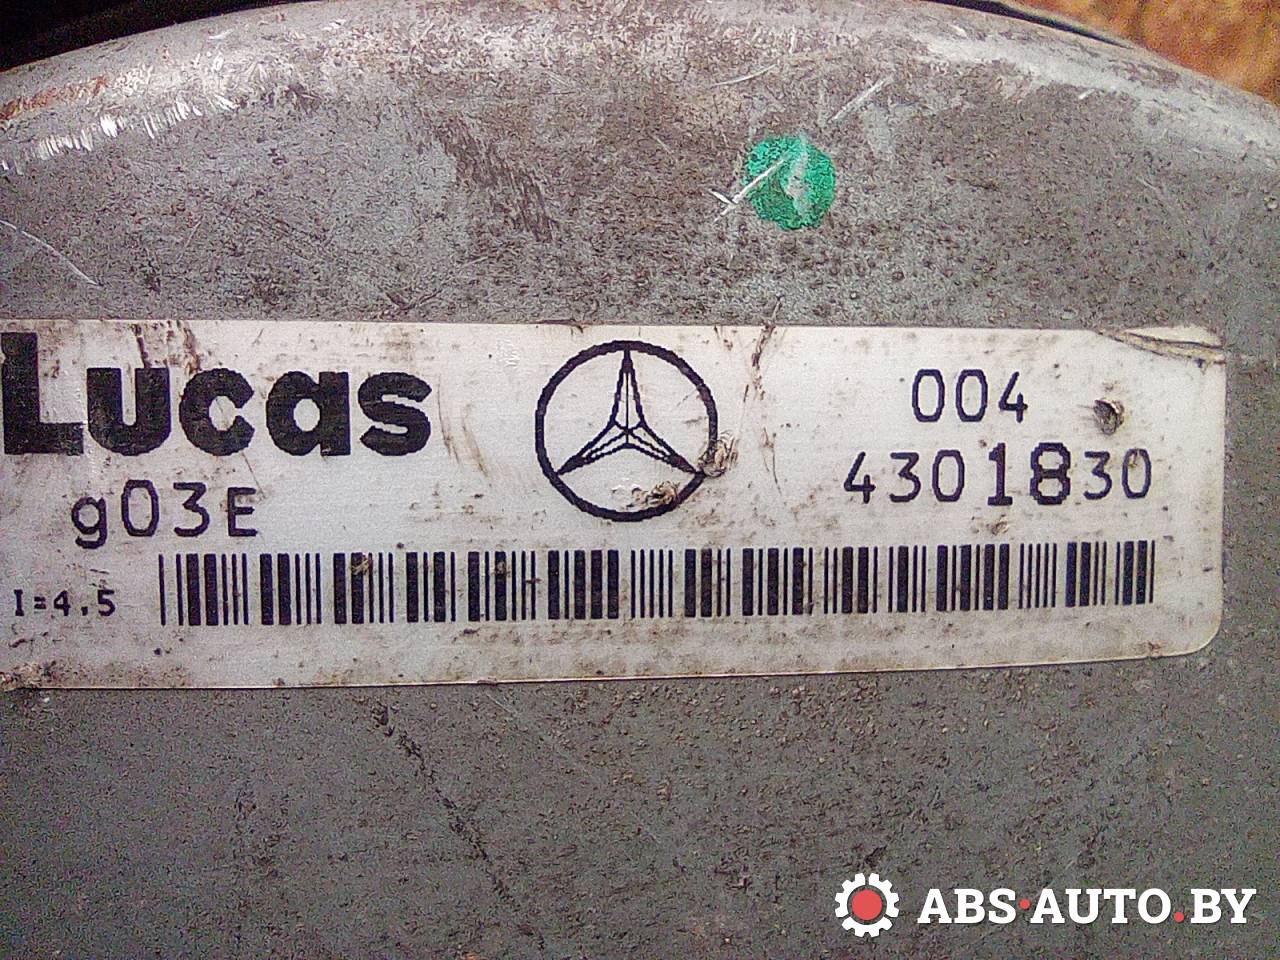 Lucas
004
4301830
g03E
I=4.5
ABS·AUTO.BY